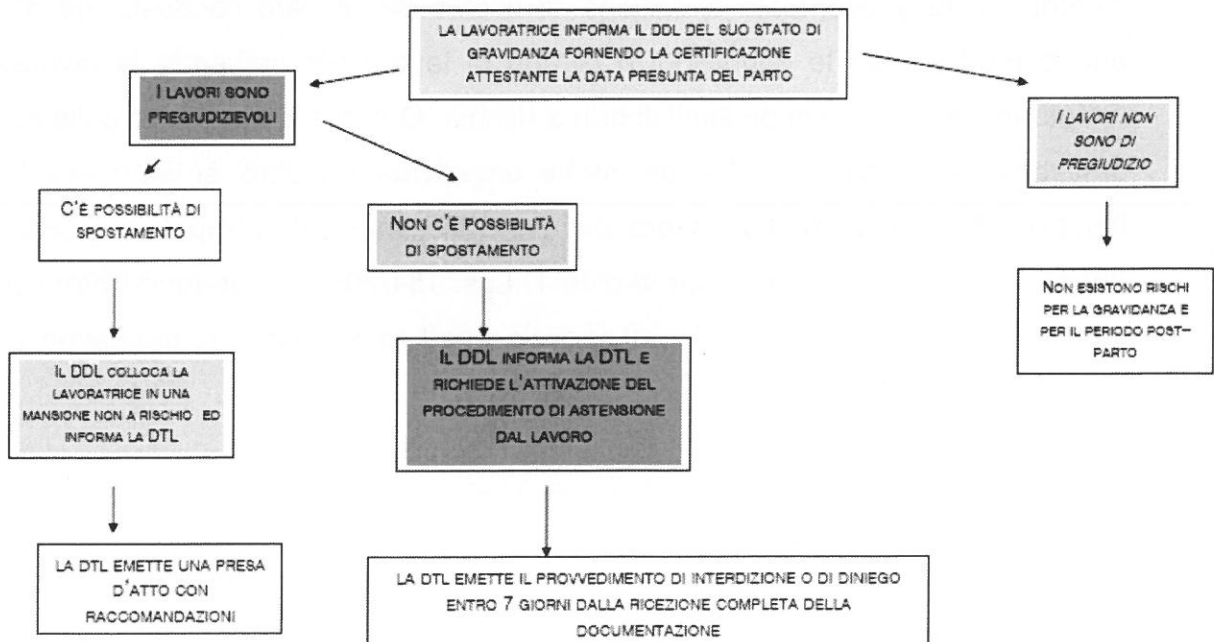 LA LAVORATRICE INFORMA IL DDL DEL SUO STATO DI
GRAVIDANZA FORNENDO LA CERTIFICAZIONE
ATTESTANTE LA DATA PRESUNTA DEL PARTO
I LAVORI SONO
PREGIUDIZIEVOLI
I LAVORI NON
SONO DI
PREGIUDIZIO
C'È POSSIBILITÀ DI
SPOSTAMENTO
NON C'È POSSIBILITÀ
DI SPOSTAMENTO
NON ESISTONO RISCHI
PER LA GRAVIDANZA E
PER IL PERIODO POST-
PARTO
IL DDL COLLOCA LA
LAVORATRICE IN UNA
MANSIONE NON A RISCHIO ED
INFORMA LA DTL
IL DDL INFORMA LA DTL E
RICHIEDE L'ATTIVAZIONE DEL
PROCEDIMENTO DI ASTENSIONE
DAL LAVORO
LA DTL EMETTE UNA PRESA
D'ATTO CON
RACCOMANDAZIONI
LA DTL EMETTE IL PROVVEDIMENTO DI INTERDIZIONE O DI DINIEGO
ENTRO 7 GIORNI DALLA RICEZIONE COMPLETA DELLA
DOCUMENTAZIONE